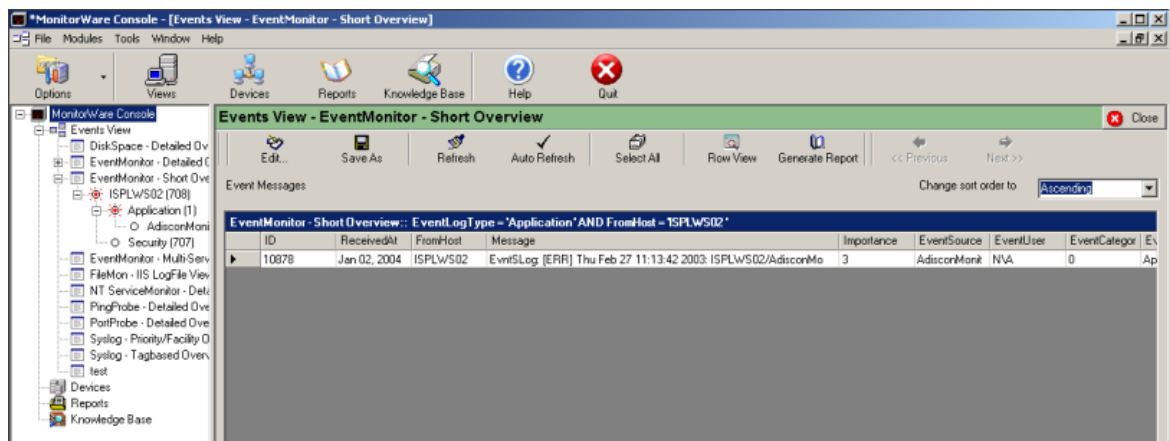 *MonitorWare Console - [Events View - EventMonitor - Short Overview]
File Modules Tools Window Help
Options Views Devices Reports Knowledge Base Help Quit
MonitorWare Console
Events View
DiskSpace - Detailed Ov
EventMonitor - Detailed (
EventMonitor - Short Ove
ISPLWS02 (708)
Application (1)
AdisconMoni
Security (707)
EventMonitor - Multi-Serv
FileMon - IIS LogFile View
NT ServiceMonitor - Deta
PingProbe - Detailed Ove
PortProbe - Detailed Ove
Syslog - Priority/Facility O
Syslog - Tagbased Overv
test
Devices
Reports
Knowledge Base
Events View - EventMonitor - Short Overview Close
Edit... Save As Refresh Auto Refresh Select All Row View Generate Report << Previous Next >>
Event Messages Change sort order to Ascending
EventMonitor - Short Overview :: EventLogType = 'Application' AND FromHost = 'ISPLWS02'
ID ReceivedAt FromHost Message Importance EventSource EventUser EventCategor Ev
10878 Jan 02, 2004 ISPLWS02 EvntSLog: [ERR] Thu Feb 27 11:13:42 2003: ISPLWS02/AdisconMo 3 AdisconMonit N\A 0 Ap